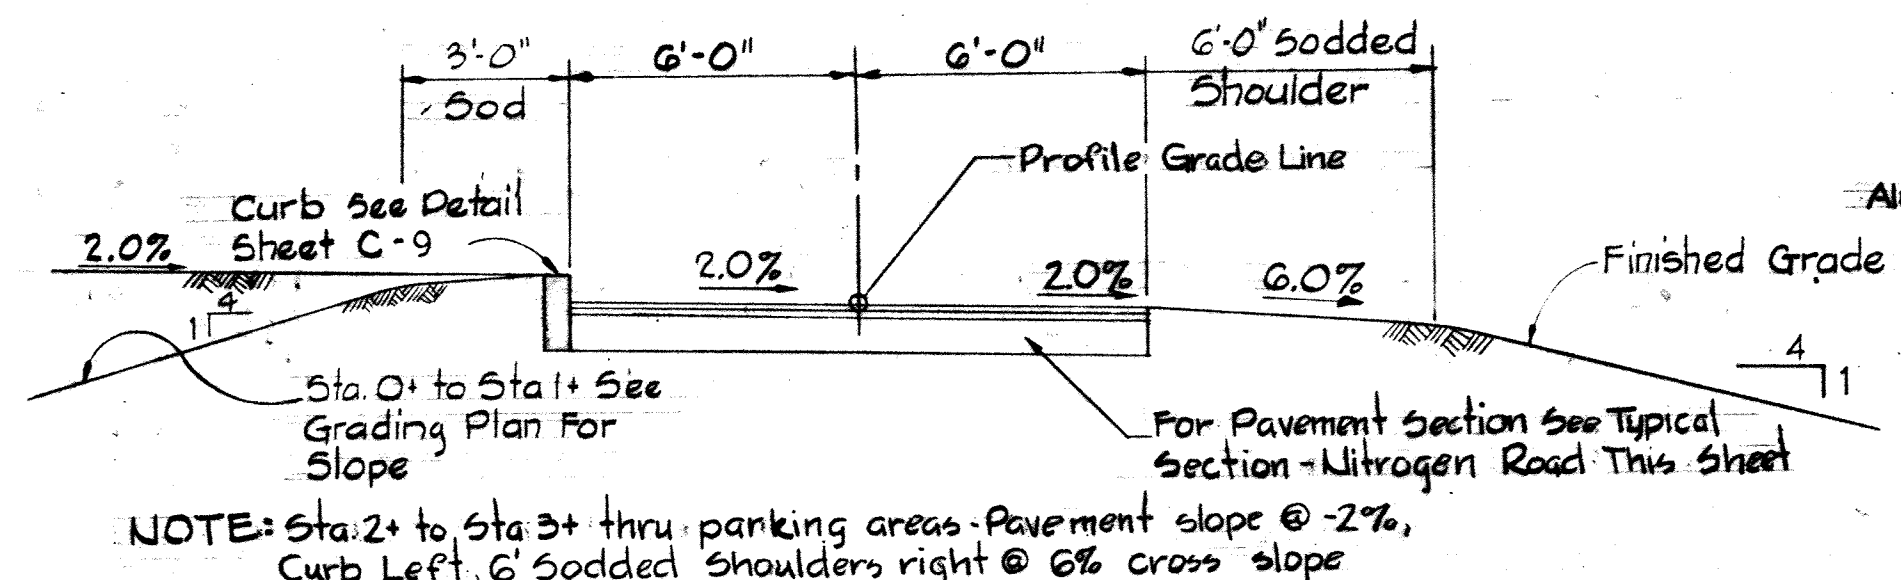 3'-0"
Sod
6'-0"
6'-0"
6'-0" Sodded
Shoulder
Profile Grade Line
Curb See Detail
Sheet C-9
2.0%
2.0%
2.0%
6.0%
Finished Grade
4
1
4
1
Sta. 0+ to Sta 1+ See
Grading Plan For
Slope
For Pavement Section See Typical
Section - Nitrogen Road This Sheet
NOTE: Sta. 2+ to Sta 3+ thru parking areas - Pavement slope @ -2%,
Curb Left, 6' Sodded Shoulders right @ 6% cross slope